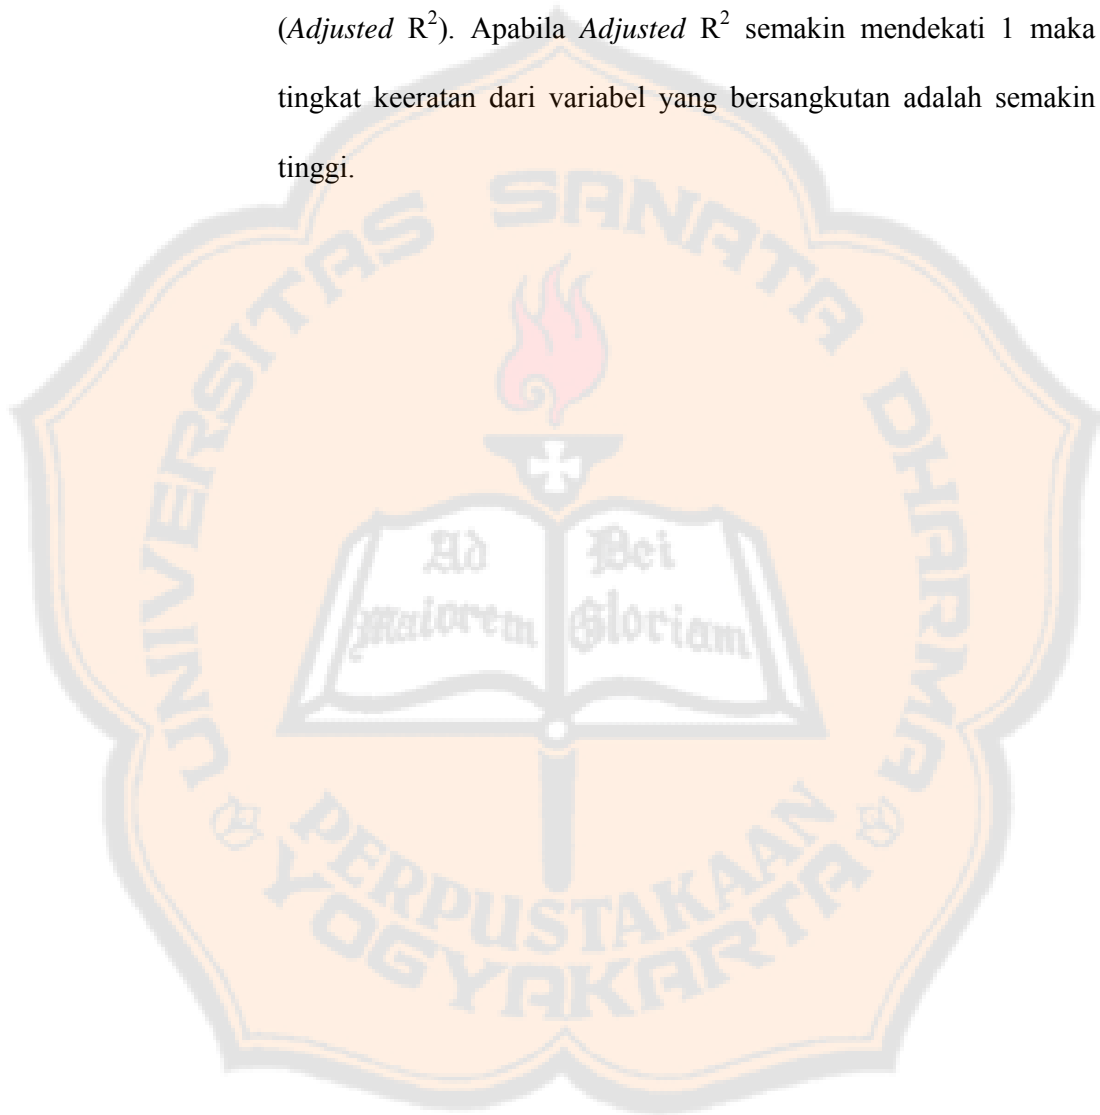 (Adjusted R²). Apabila Adjusted R² semakin mendekati 1 maka
tingkat keeratan dari variabel yang bersangkutan adalah semakin
tinggi.
UNIVERSITAS SANATA DHARMA
Ad
maiorem
Dei
Gloriam
PERPUSTAKAAN
YOGYAKARTA